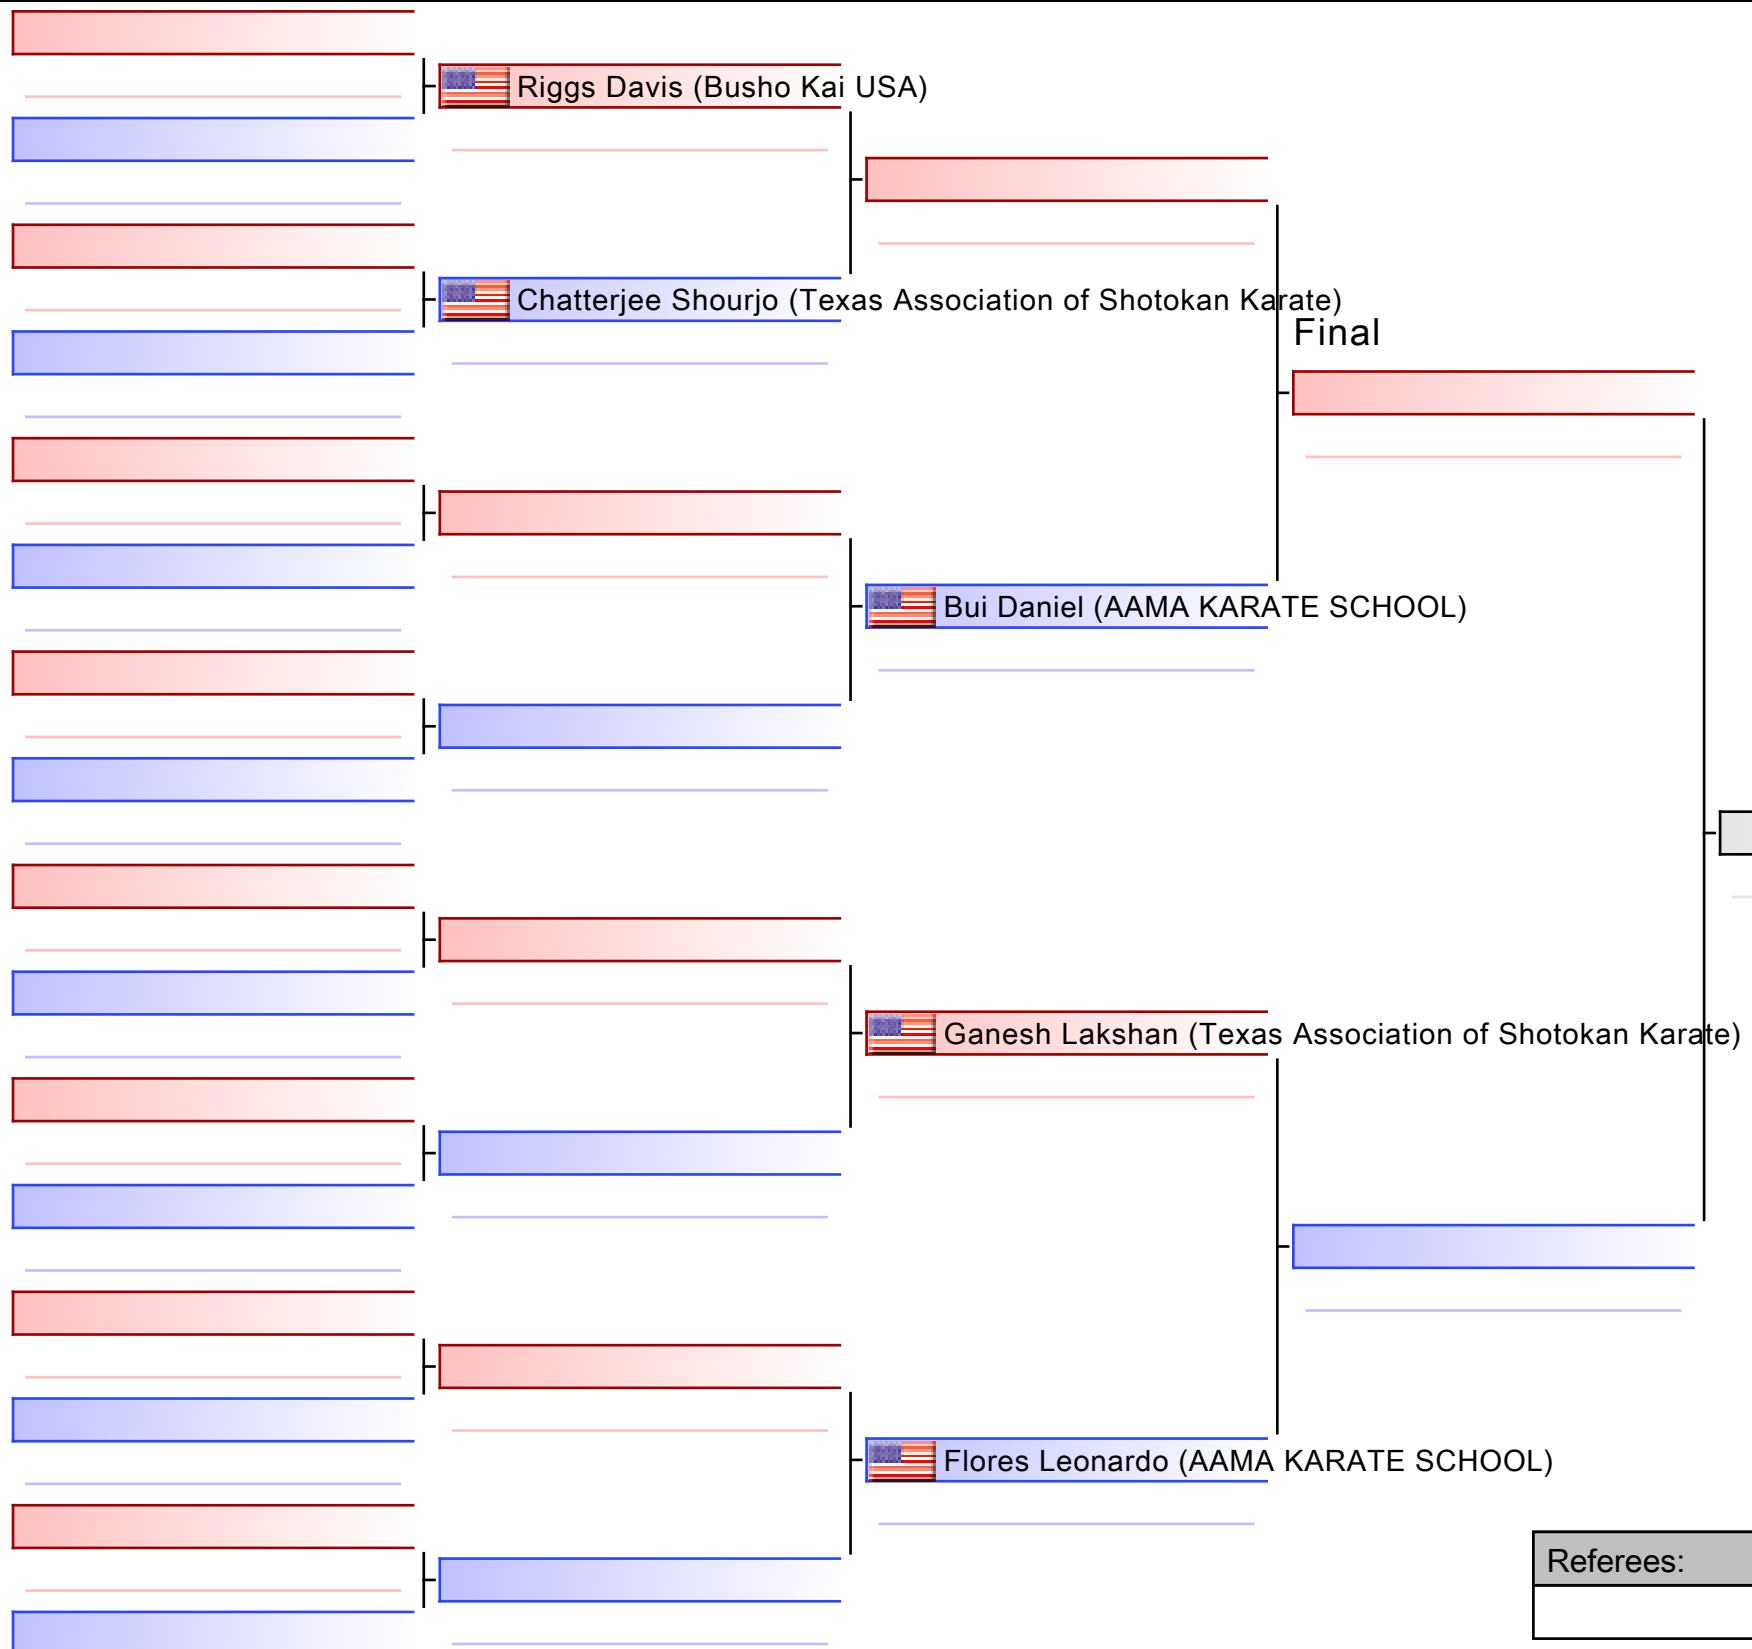 Riggs Davis (Busho Kai USA)
Chatterjee Shourjo (Texas Association of Shotokan Karate)
Final
Bui Daniel (AAMA KARATE SCHOOL)
Ganesh Lakshan (Texas Association of Shotokan Karate)
Flores Leonardo (AAMA KARATE SCHOOL)
Referees: